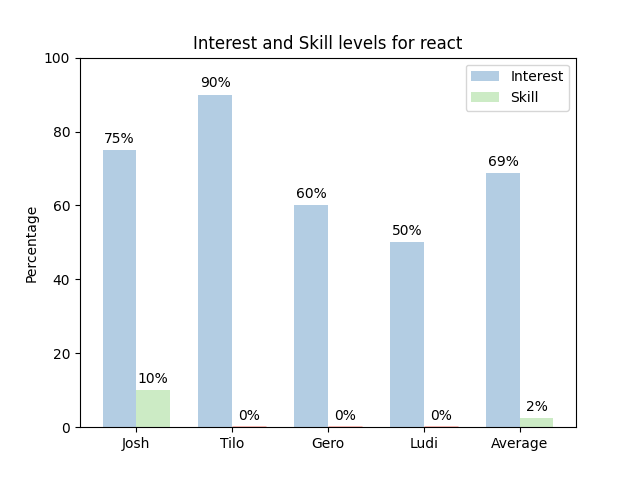 Interest and Skill levels for react
100
80
60
40
20
0
Percentage
Interest
Skill
75%
90%
60%
50%
69%
10%
0%
0%
0%
2%
Josh
Tilo
Gero
Ludi
Average